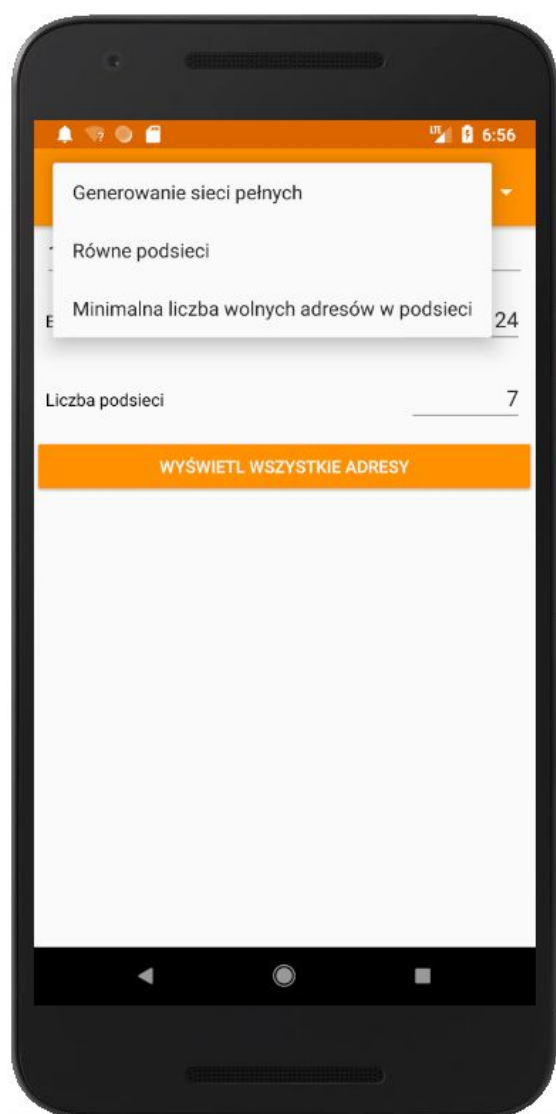 LTE 6:56
Generowanie sieci pełnych
Równe podsieci
Minimalna liczba wolnych adresów w podsieci
24
Liczba podsieci
7
WYŚWIETL WSZYSTKIE ADRESY